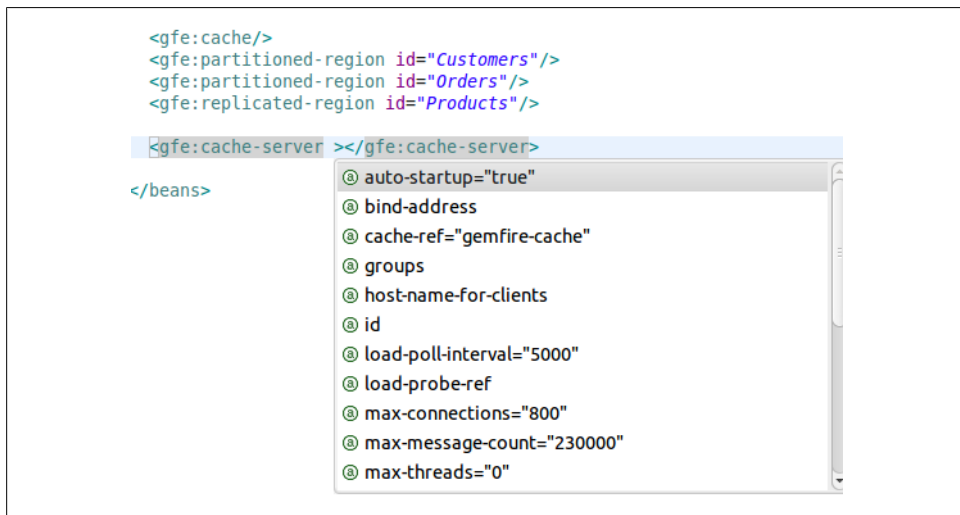 <gfe:cache/>
<gfe:partitioned-region id="Customers"/>
<gfe:partitioned-region id="Orders"/>
<gfe:replicated-region id="Products"/>
<gfe:cache-server ></gfe:cache-server>
</beans>
auto-startup="true"
bind-address
cache-ref="gemfire-cache"
groups
host-name-for-clients
id
load-poll-interval="5000"
load-probe-ref
max-connections="800"
max-message-count="230000"
max-threads="0"